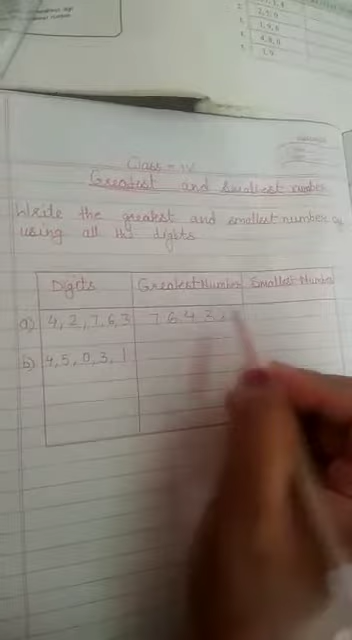 Class - IV
Greatest and Smallest number
Write the greatest and smallest number by
using all the digits
Digits Greatest Number Smallest Number
a) 4, 2, 7, 6, 3 7 6 4 3
b) 4, 5, 0, 3, 1